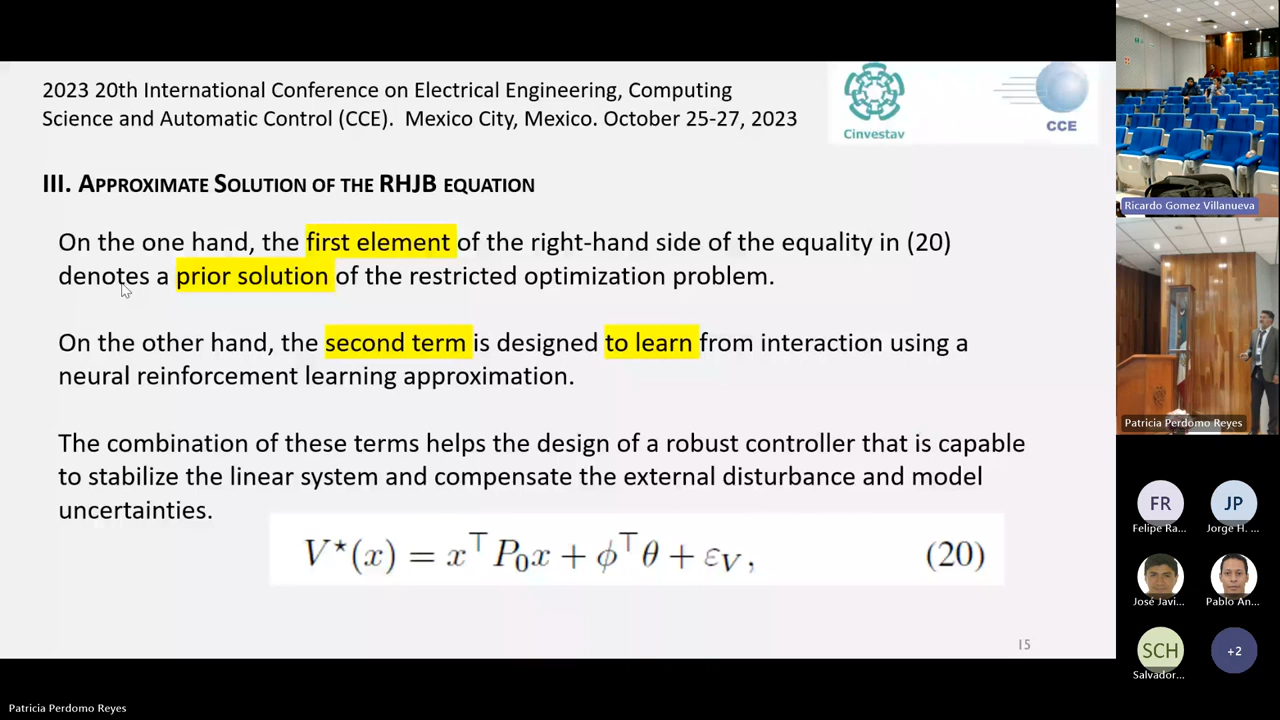 2023 20th International Conference on Electrical Engineering, Computing
Science and Automatic Control (CCE).  Mexico City, Mexico. October 25-27, 2023
Cinvestav
CCE
III. APPROXIMATE SOLUTION OF THE RHJB EQUATION
On the one hand, the first element of the right-hand side of the equality in (20)
denotes a prior solution of the restricted optimization problem.
On the other hand, the second term is designed to learn from interaction using a
neural reinforcement learning approximation.
The combination of these terms helps the design of a robust controller that is capable
to stabilize the linear system and compensate the external disturbance and model
uncertainties.
V⋆(x) = x⊤P₀x + ϕ⊤θ + ε_V, (20)
15
Ricardo Gomez Villanueva
Patricia Perdomo Reyes
FR
JP
Felipe Ra...
Jorge H. ...
José Javi...
Pablo An...
SCH
+2
Salvador...
Patricia Perdomo Reyes